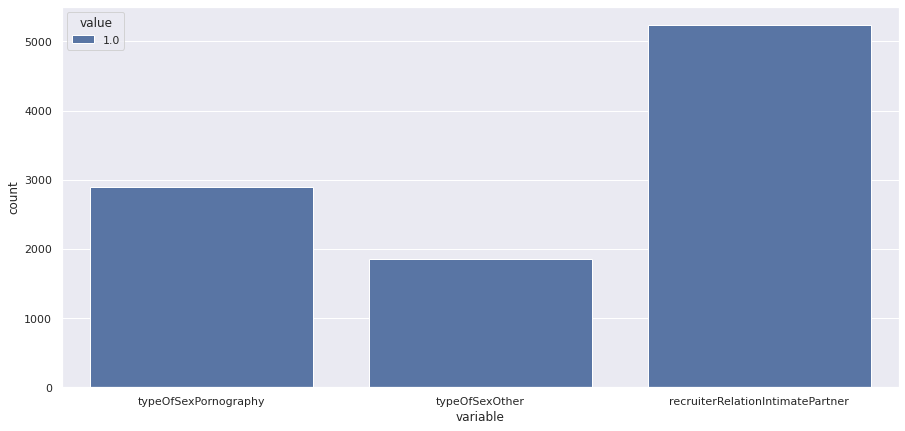 value
1.0
5000
4000
3000
2000
1000
0
count
typeOfSexPornography typeOfSexOther recruiterRelationIntimatePartner
variable